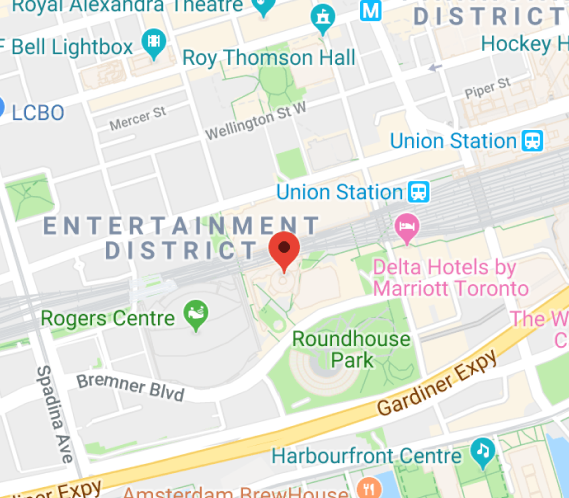 Royal Alexandra Theatre
M
DISTRICT
F Bell Lightbox
Roy Thomson Hall
Hockey H
Piper St
LCBO
Mercer St
Wellington St W
Union Station
Union Station
ENTERTAINMENT
DISTRICT
Delta Hotels by
Marriott Toronto
Rogers Centre
The W
C
Roundhouse
Park
Spadina Ave
Bremner Blvd
Gardiner Expy
Harbourfront Centre
diner Expy
Amsterdam BrewHouse